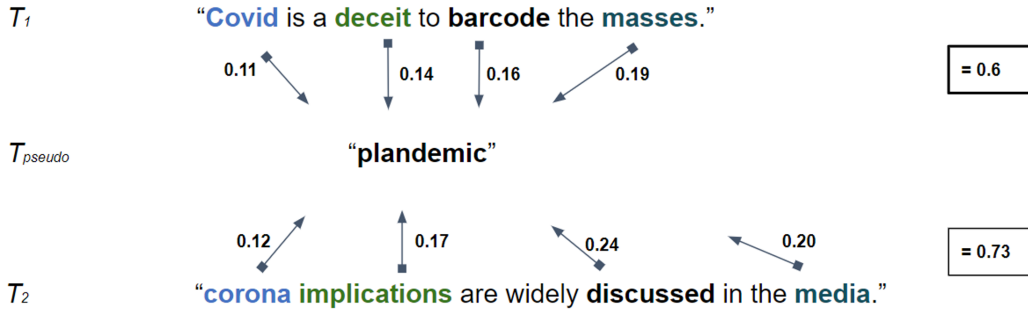 T1 “Covid is a deceit to barcode the masses.”
0.11 0.14 0.16 0.19 = 0.6
Tpseudo “plandemic”
0.12 0.17 0.24 0.20 = 0.73
T2 “corona implications are widely discussed in the media.”